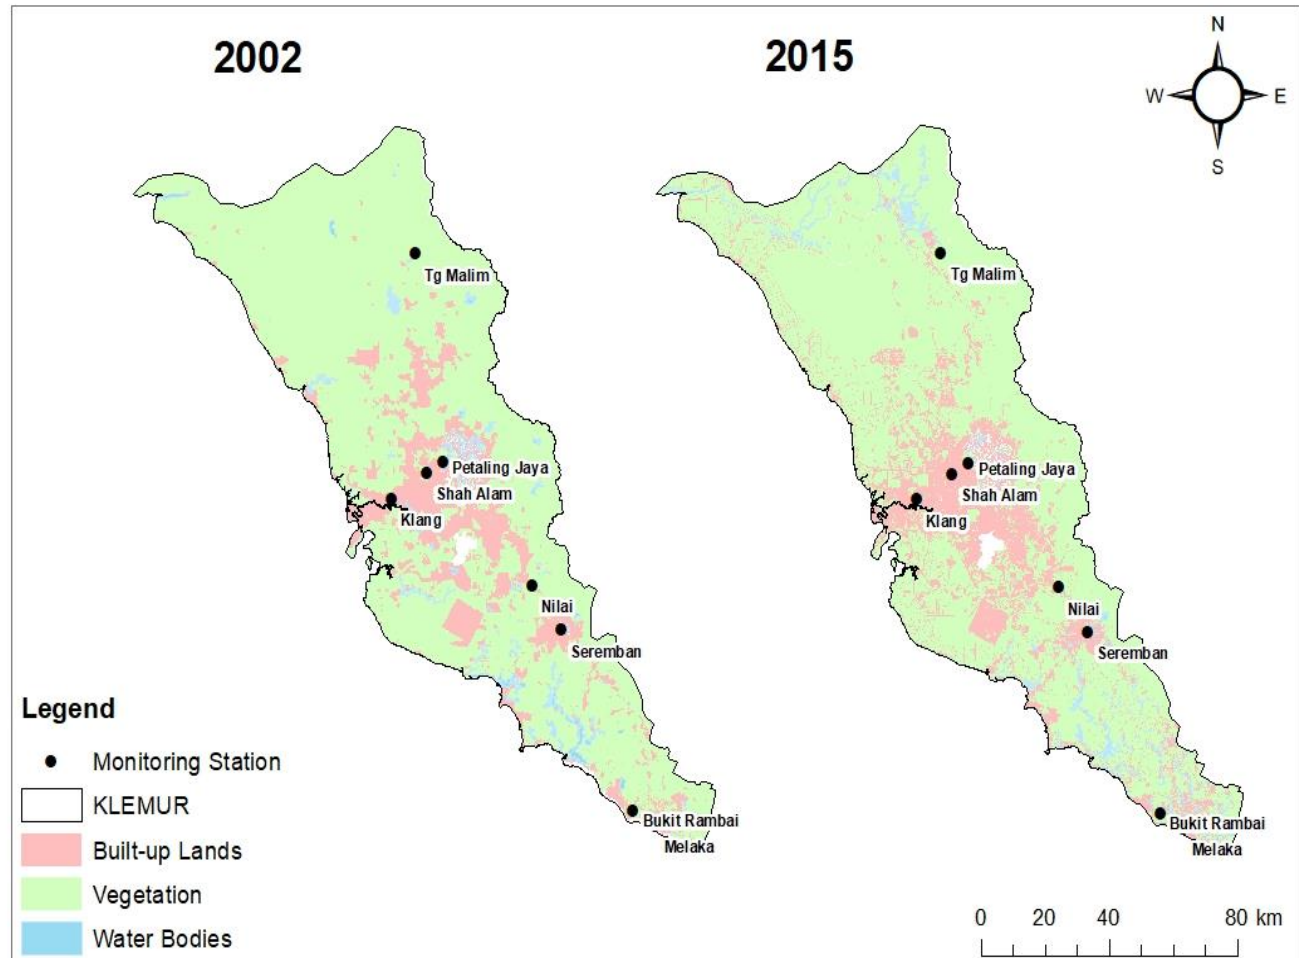 2002
2015
N
W
E
S
Tg Malim
Tg Malim
Petaling Jaya
Petaling Jaya
Shah Alam
Shah Alam
Klang
Klang
Nilai
Nilai
Seremban
Seremban
Legend
Monitoring Station
KLEMUR
Built-up Lands
Vegetation
Water Bodies
Bukit Rambai
Bukit Rambai
Melaka
Melaka
0 20 40 80 km